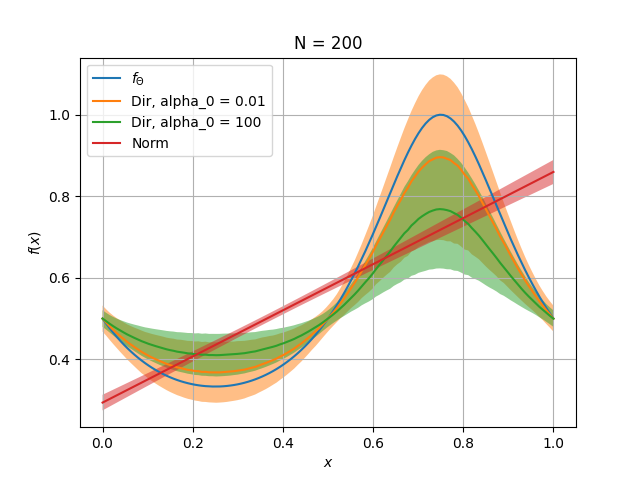 N = 200
f_Θ
Dir, alpha_0 = 0.01
Dir, alpha_0 = 100
Norm
f(x)
1.0
0.8
0.6
0.4
0.0 0.2 0.4 0.6 0.8 1.0
x